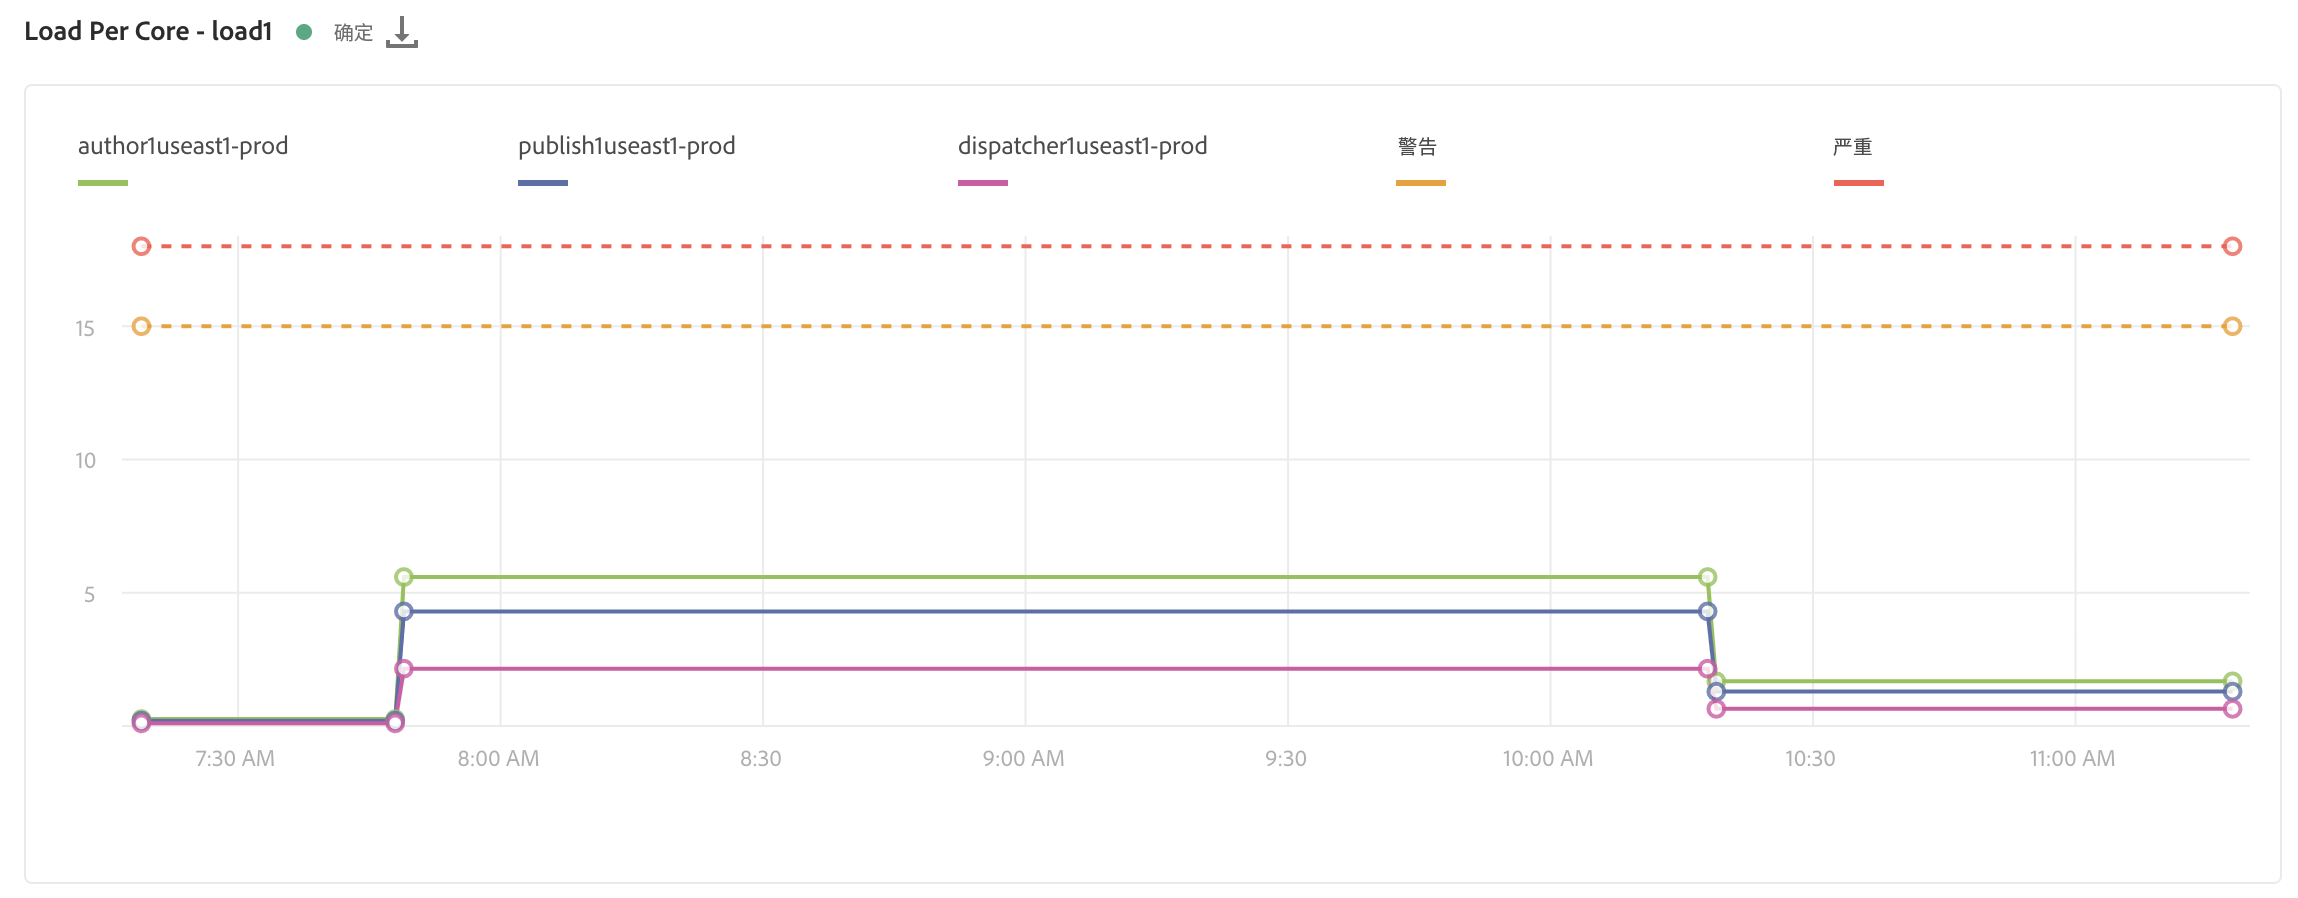 Load Per Core - load1 确定
author1useast1-prod publish1useast1-prod dispatcher1useast1-prod 警告 严重
15
10
5
7:30 AM 8:00 AM 8:30 9:00 AM 9:30 10:00 AM 10:30 11:00 AM